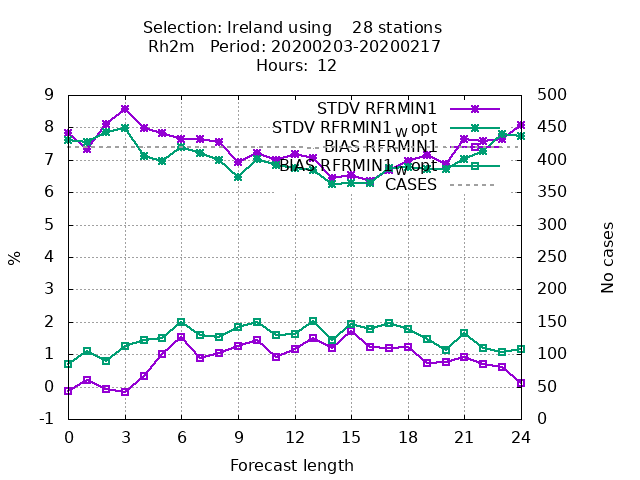 Selection: Ireland using    28 stations
Rh2m   Period: 20200203-20200217
Hours: 12
STDV RFRMIN1
STDV RFRMIN1_w opt
BIAS RFRMIN1
BIAS RFRMIN1_w opt
CASES
9
8
7
6
5
4
3
2
1
0
-1
%
500
450
400
350
300
250
200
150
100
50
0
No cases
0 3 6 9 12 15 18 21 24
Forecast length